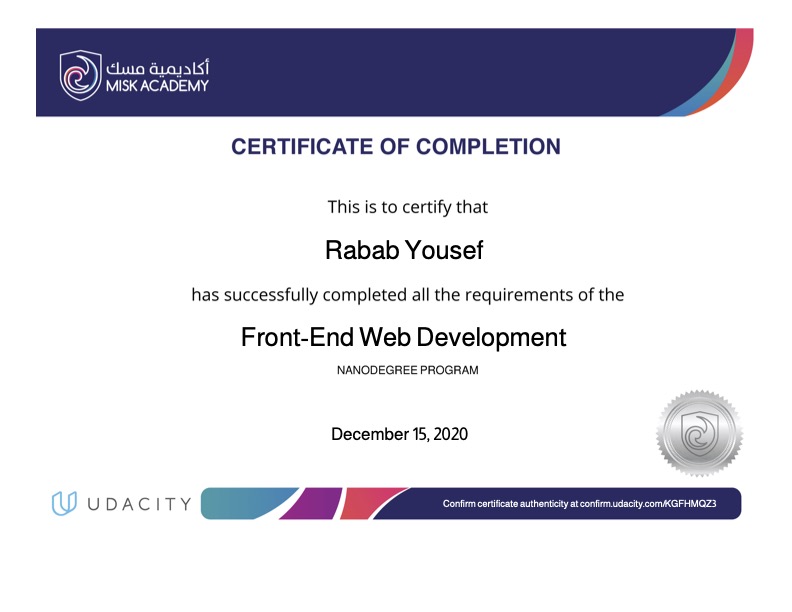 أكاديمية مسك
MISK ACADEMY
CERTIFICATE OF COMPLETION
This is to certify that
Rabab Yousef
has successfully completed all the requirements of the
Front-End Web Development
NANODEGREE PROGRAM
December 15, 2020
UDACITY
Confirm certificate authenticity at confirm.udacity.com/KGFHMQZ3